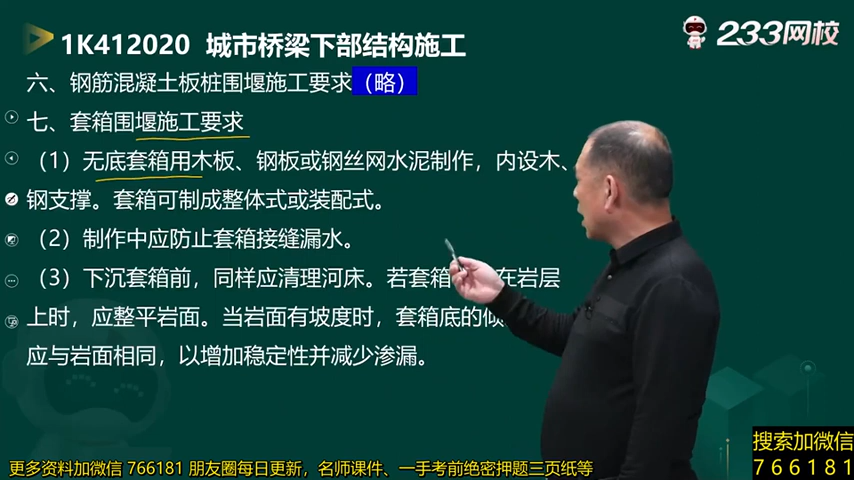 1K412020 城市桥梁下部结构施工
233网校
六、钢筋混凝土板桩围堰施工要求（略）
七、套箱围堰施工要求
（1）无底套箱用木板、钢板或钢丝网水泥制作，内设木、
钢支撑。套箱可制成整体式或装配式。
（2）制作中应防止套箱接缝漏水。
（3）下沉套箱前，同样应清理河床。若套箱 在岩层
上时，应整平岩面。当岩面有坡度时，套箱底的倾
应与岩面相同，以增加稳定性并减少渗漏。
搜索加微信
766181
更多资料加微信 766181 朋友圈每日更新，名师课件、一手考前绝密押题三页纸等